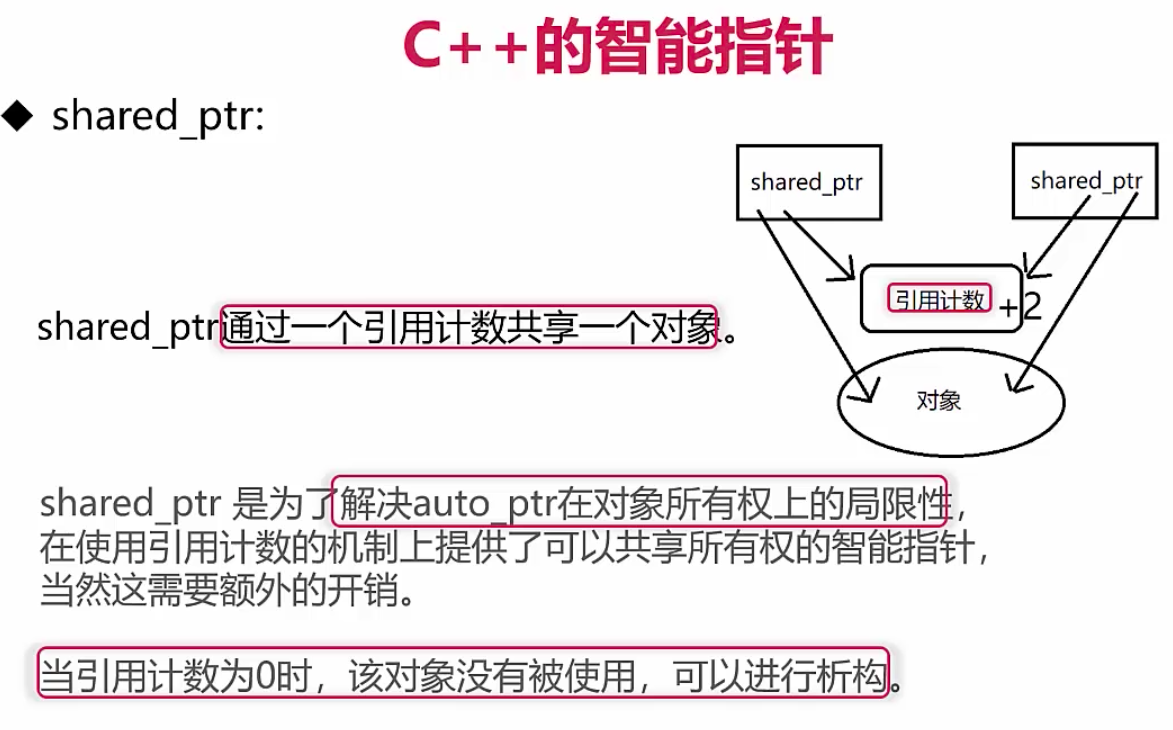 C++的智能指针
◆ shared_ptr:
shared_ptr
shared_ptr
引用计数 +2
对象
shared_ptr通过一个引用计数共享一个对象。
shared_ptr 是为了解决auto_ptr在对象所有权上的局限性，
在使用引用计数的机制上提供了可以共享所有权的智能指针，
当然这需要额外的开销。
当引用计数为0时，该对象没有被使用，可以进行析构。